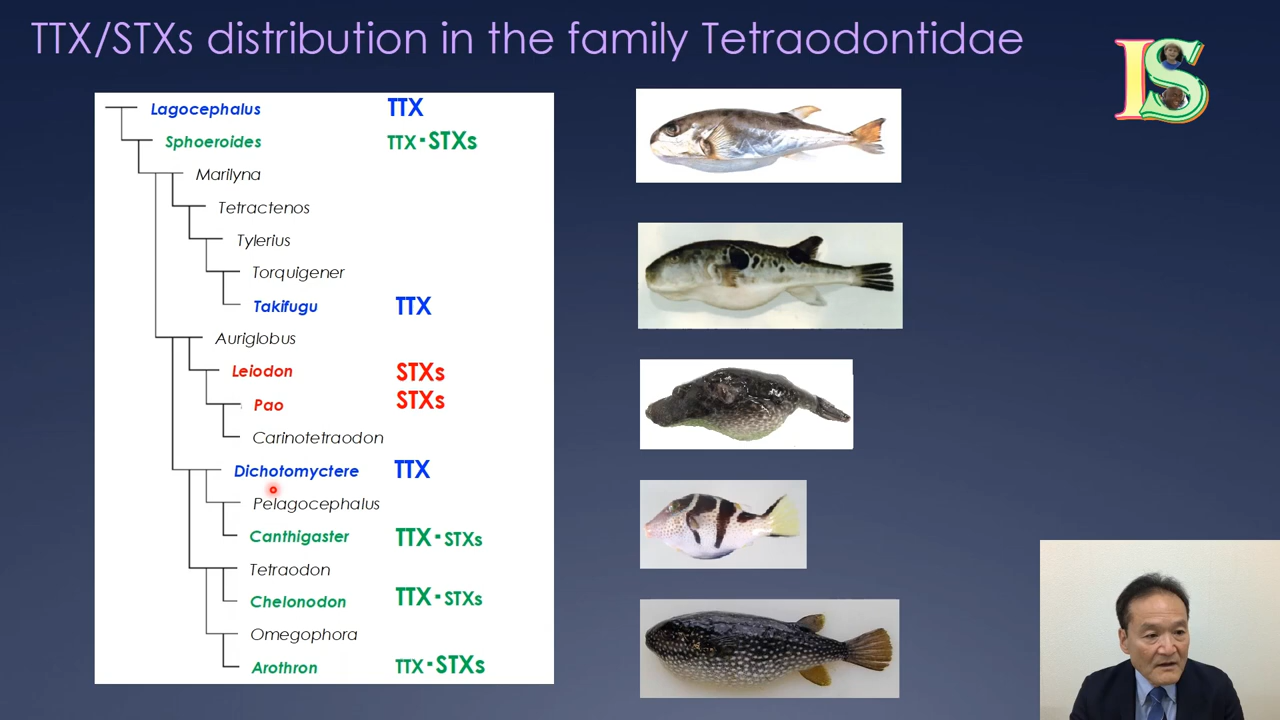 TTX/STXs distribution in the family Tetraodontidae
IS
Lagocephalus TTX
Sphoeroides TTX・STXs
Marilyna
Tetractenos
Tylerius
Torquigener
Takifugu TTX
Auriglobus
Leiodon STXs
Pao STXs
Carinotetraodon
Dichotomyctere TTX
Pelagocephalus
Canthigaster TTX・STXs
Tetraodon
Chelonodon TTX・STXs
Omegophora
Arothron TTX・STXs